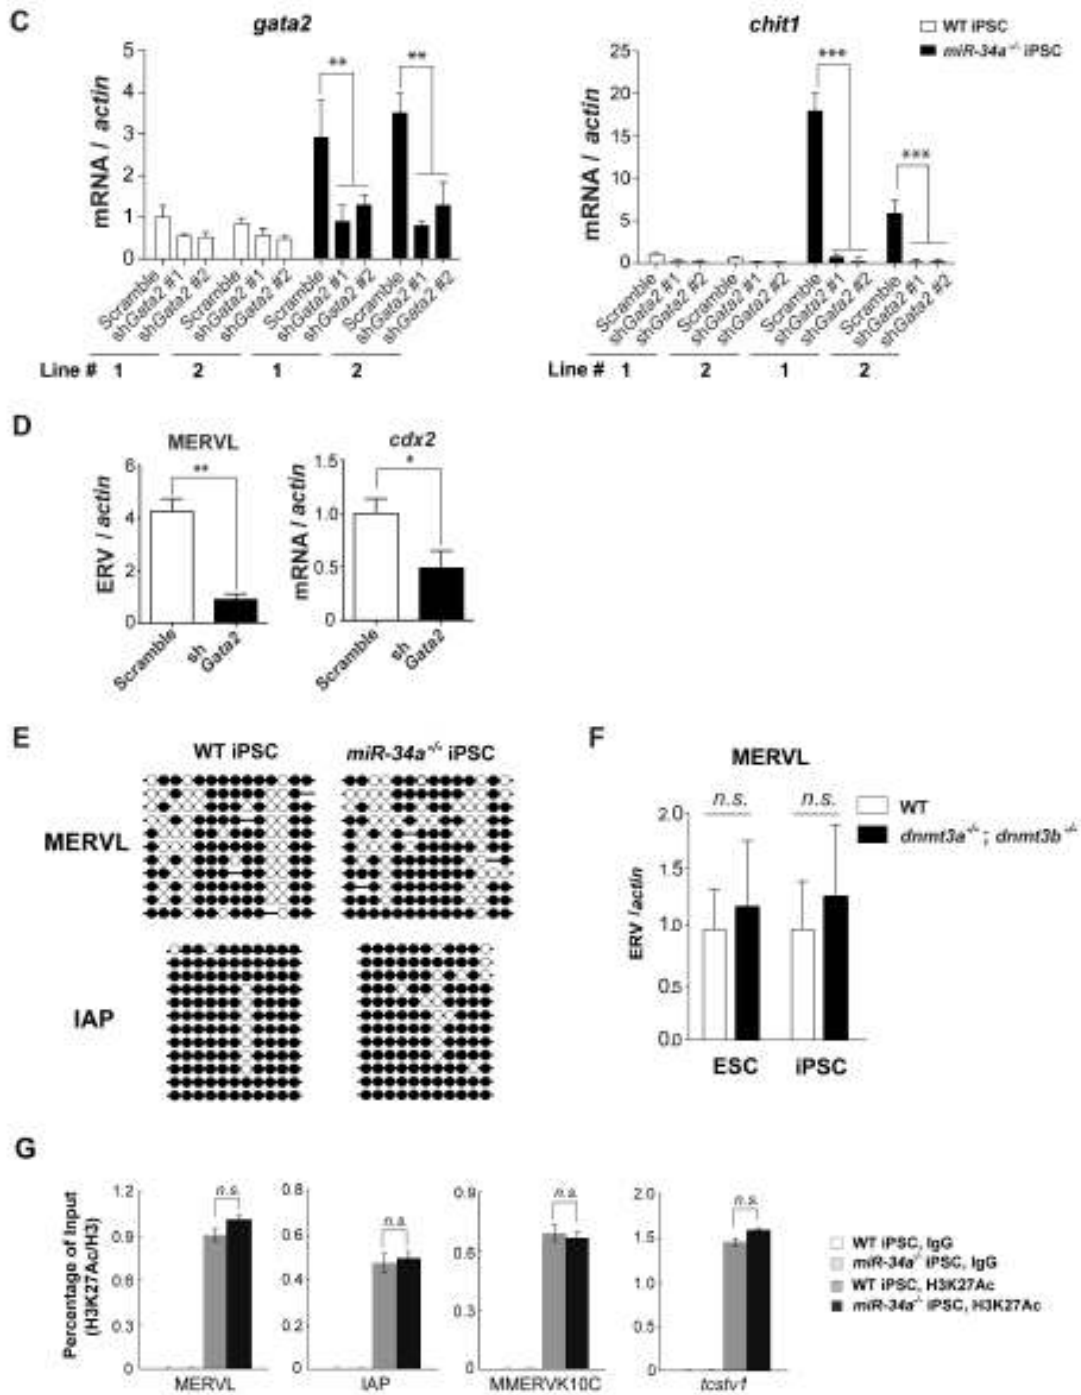 C
gata2
chit1
WT iPSC
miR-34a-/- iPSC
mRNA / actin
5
4
3
2
1
0
** **
Scramble shGata2 #1 shGata2 #2 Scramble shGata2 #1 shGata2 #2 Scramble shGata2 #1 shGata2 #2 Scramble shGata2 #1 shGata2 #2
Line # 1 2 1 2
mRNA / actin
25
20
15
10
5
0
*** ***
Scramble shGata2 #1 shGata2 #2 Scramble shGata2 #1 shGata2 #2 Scramble shGata2 #1 shGata2 #2 Scramble shGata2 #1 shGata2 #2
Line # 1 2 1 2
D
MERVL
ERV / actin
6
4
2
0
**
Scramble sh Gata2
cdx2
mRNA / actin
1.5
1.0
0.5
0
*
Scramble sh Gata2
E
WT iPSC miR-34a-/- iPSC
MERVL
IAP
F
MERVL
n.s. n.s.
WT
dnmt3a-/-; dnmt3b-/-
ERV / actin
2.0
1.5
1.0
0.5
0.0
ESC iPSC
G
Percentage of Input
(H3K27Ac/H3)
1.2
0.9
0.6
0.3
0
n.s.
MERVL
0.8
0.6
0.4
0.2
0
n.s.
IAP
0.9
0.6
0.3
0
n.s.
MMERVK10C
2.0
1.5
1.0
0.5
0
n.s.
tcstv1
WT iPSC, IgG
miR-34a-/- iPSC, IgG
WT iPSC, H3K27Ac
miR-34a-/- iPSC, H3K27Ac